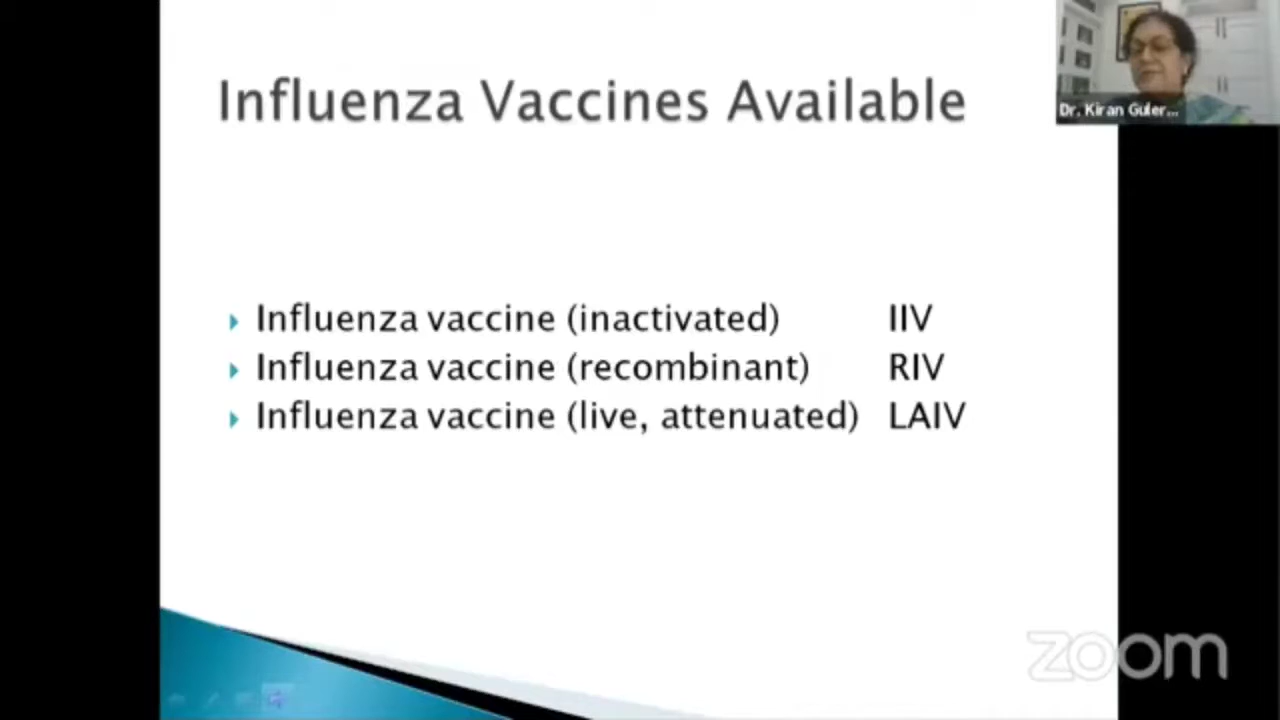 Influenza Vaccines Available
Dr. Kiran Guler...
Influenza vaccine (inactivated) IIV
Influenza vaccine (recombinant) RIV
Influenza vaccine (live, attenuated) LAIV
zoom